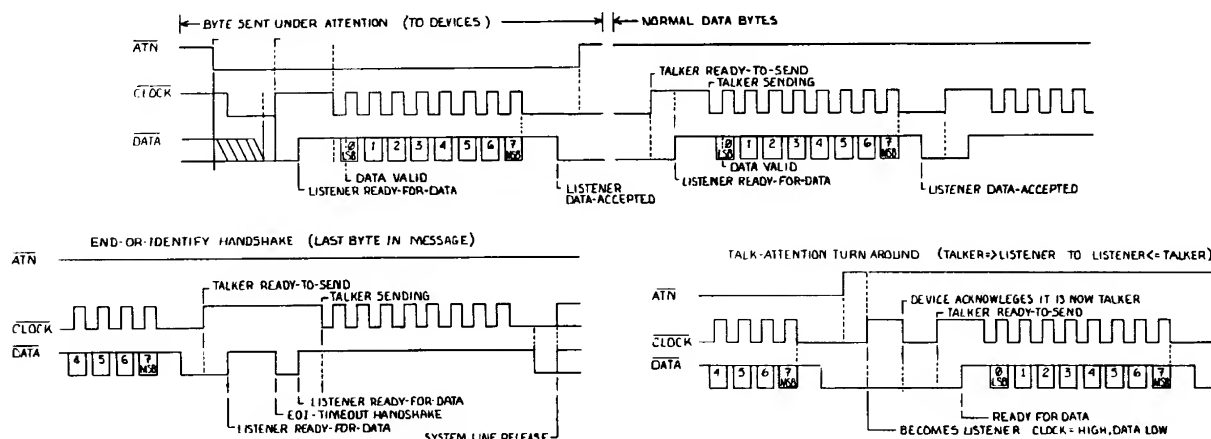 BYTE SENT UNDER ATTENTION (TO DEVICES)
NORMAL DATA BYTES
ATN
TALKER READY-TO-SEND
TALKER SENDING
CLOCK
DATA
0 LSB 1 2 3 4 5 6 7 MSB
0 LSB 1 2 3 4 5 6 7 MSB
DATA VALID
LISTENER READY-FOR-DATA
LISTENER DATA-ACCEPTED
DATA VALID
LISTENER READY-FOR-DATA
LISTENER DATA-ACCEPTED
END-OR-IDENTIFY HANDSHAKE (LAST BYTE IN MESSAGE)
ATN
TALKER READY-TO-SEND
TALKER SENDING
CLOCK
DATA
4 5 6 7 MSB
LISTENER READY-FOR-DATA
EOI-TIMEOUT HANDSHAKE
LISTENER READY-FOR-DATA
SYSTEM LINE RELEASE
TALK-ATTENTION TURN AROUND (TALKER=>LISTENER TO LISTENER<=TALKER)
ATN
DEVICE ACKNOWLEGES IT IS NOW TALKER
TALKER READY-TO-SEND
CLOCK
DATA
4 5 6 7 MSB
0 LSB 1 2 3 4 5 6 7 MSB
READY FOR DATA
BECOMES LISTENER CLOCK=HIGH, DATA LOW